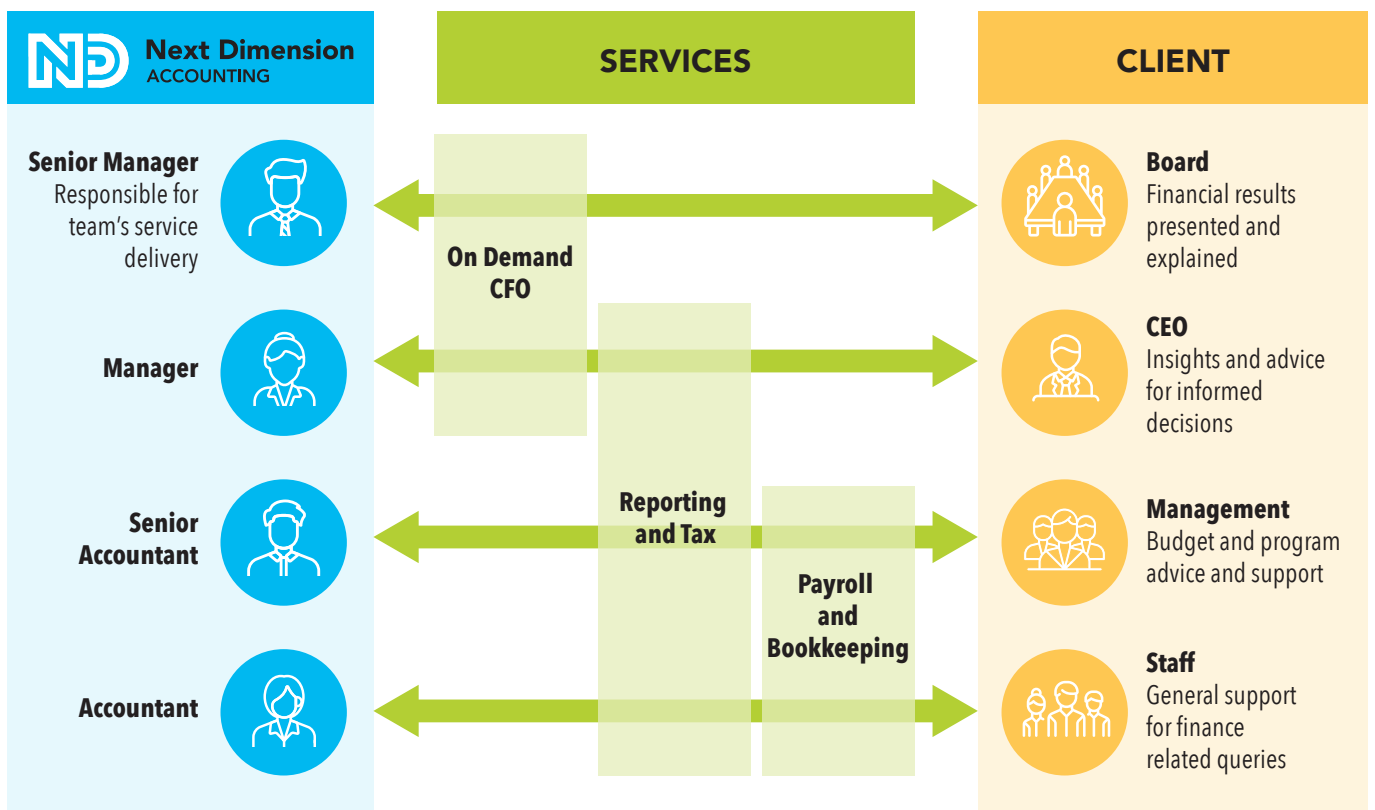 ND
Next Dimension
ACCOUNTING
SERVICES
CLIENT
Senior Manager
Responsible for
team's service
delivery
Manager
Senior
Accountant
Accountant
On Demand
CFO
Reporting
and Tax
Payroll
and
Bookkeeping
Board
Financial results
presented and
explained
CEO
Insights and advice
for informed
decisions
Management
Budget and program
advice and support
Staff
General support
for finance
related queries